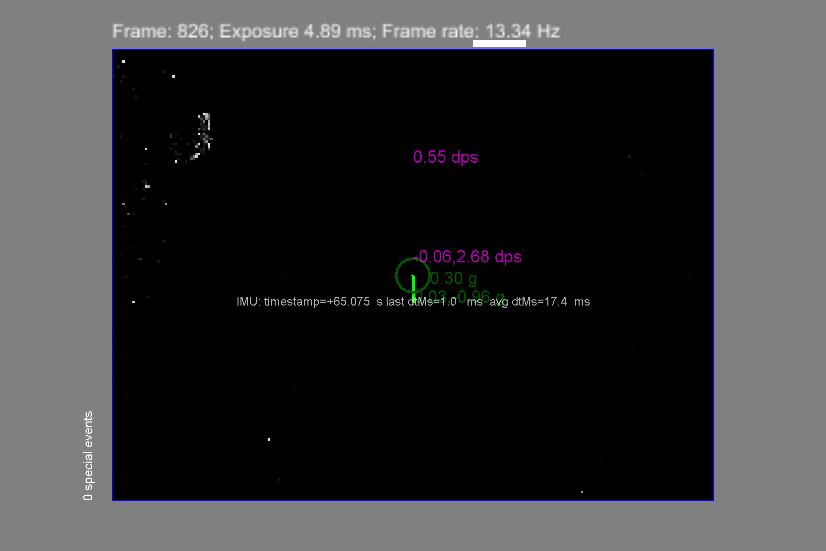 Frame: 826; Exposure 4.89 ms; Frame rate: 13.34 Hz
0.55 dps
-0.06,2.68 dps
0.30 g
-0.96 g
IMU: timestamp=+65.075 s last dtMs=1.0 ms avg dtMs=17.4 ms
0 special events